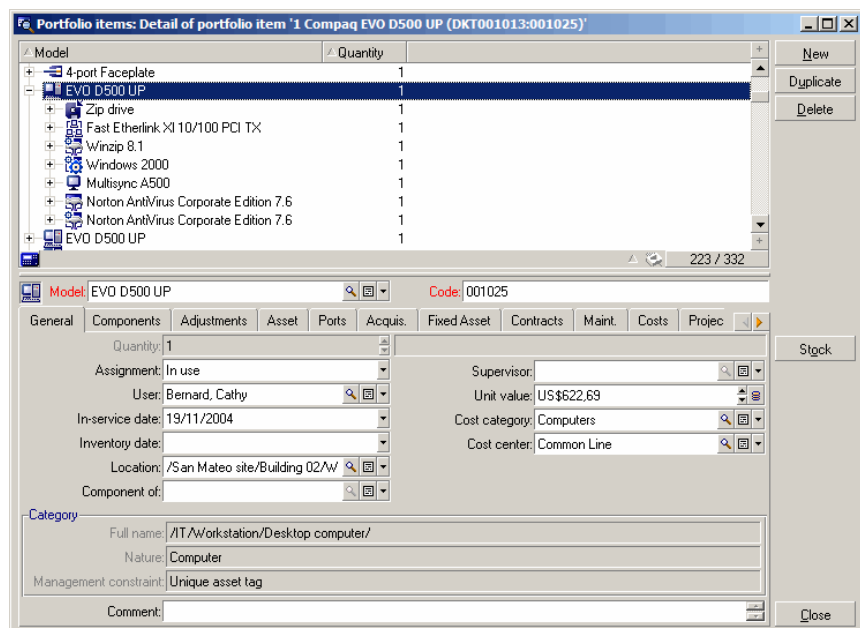 Portfolio items: Detail of portfolio item '1 Compaq EVO D500 UP (DKT001013:001025)'
Model Quantity
4-port Faceplate 1
EVO D500 UP 1
Zip drive 1
Fast Etherlink XI 10/100 PCI TX 1
Winzip 8.1 1
Windows 2000 1
Multisync A500 1
Norton AntiVirus Corporate Edition 7.6 1
Norton AntiVirus Corporate Edition 7.6 1
EVO D500 UP 1
223 / 332
New
Duplicate
Delete
Model: EVO D500 UP Code: 001025
General Components Adjustments Asset Ports Acquis. Fixed Asset Contracts Maint. Costs Projec
Quantity: 1
Assignment: In use Supervisor:
User: Bernard, Cathy Unit value: US$622,69
In-service date: 19/11/2004 Cost category: Computers
Inventory date: Cost center: Common Line
Location: /San Mateo site/Building 02/W
Component of:
Stock
Category
Full name: /IT/Workstation/Desktop computer/
Nature: Computer
Management constraint: Unique asset tag
Comment:
Close